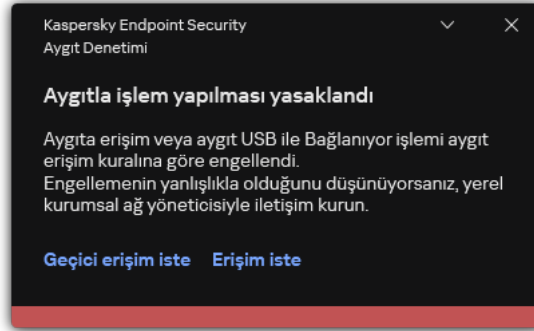 Kaspersky Endpoint Security
Aygıt Denetimi
Aygıtla işlem yapılması yasaklandı
Aygıta erişim veya aygıt USB ile Bağlanıyor işlemi aygıt
erişim kuralına göre engellendi.
Engellemenin yanlışlıkla olduğunu düşünüyorsanız, yerel
kurumsal ağ yöneticisiyle iletişim kurun.
Geçici erişim iste Erişim iste